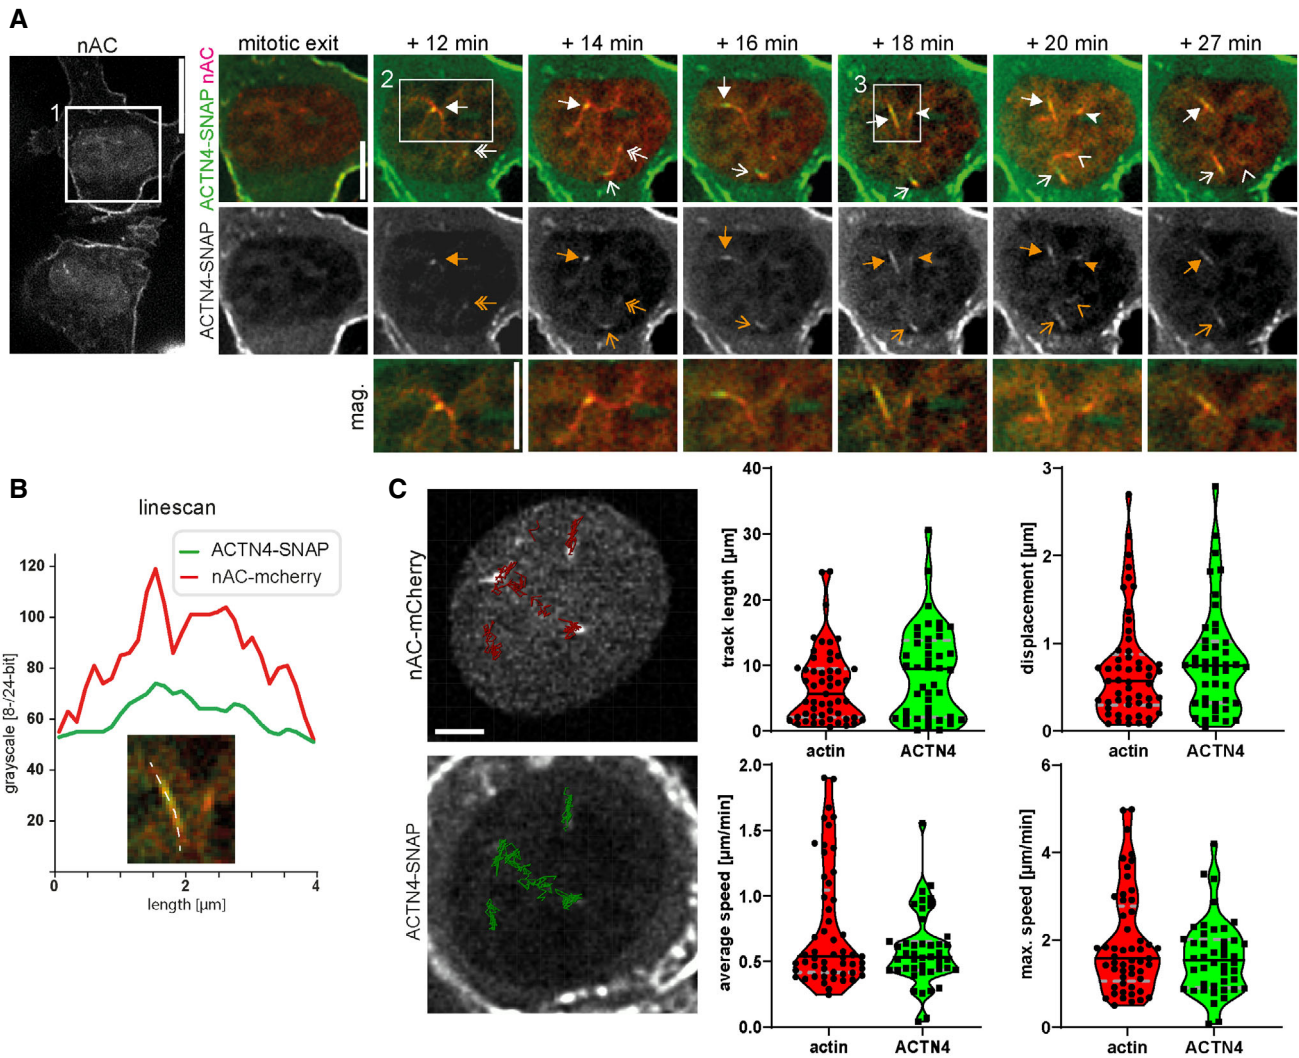 A
nAC
1
ACTN4-SNAP nAC
mitotic exit
+ 12 min
+ 14 min
+ 16 min
+ 18 min
+ 20 min
+ 27 min
2
3
ACTN4-SNAP
mag.
B
linescan
ACTN4-SNAP
nAC-mcherry
grayscale [8-/24-bit]
120
100
80
60
40
20
0
2
4
length [µm]
C
nAC-mCherry
ACTN4-SNAP
track length [µm]
40
30
20
10
0
actin
ACTN4
displacement [µm]
3
2
1
0
actin
ACTN4
average speed [µm/min]
2.0
1.5
1.0
0.5
0.0
actin
ACTN4
max. speed [µm/min]
6
4
2
0
actin
ACTN4